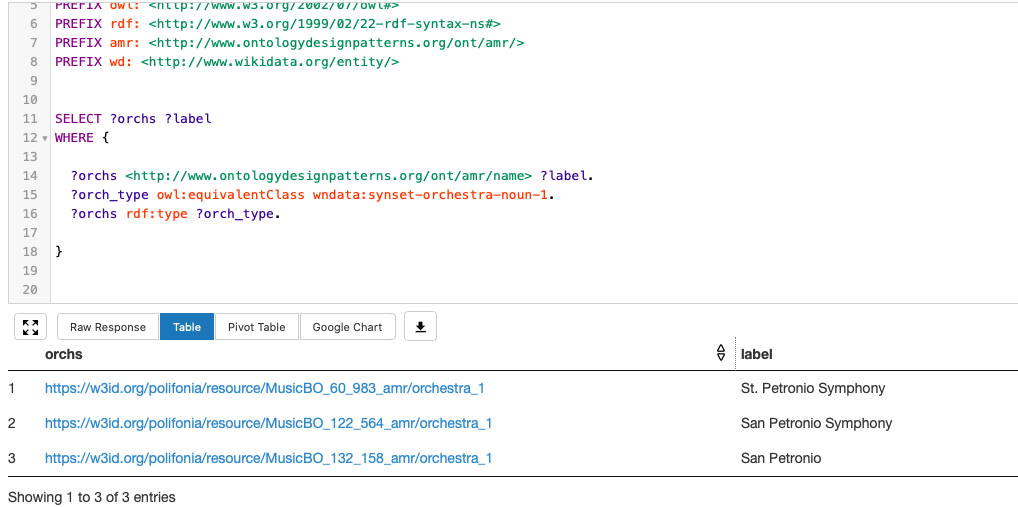 5 PREFIX owl: <http://www.w3.org/2002/07/owl#>
6 PREFIX rdf: <http://www.w3.org/1999/02/22-rdf-syntax-ns#>
7 PREFIX amr: <http://www.ontologydesignpatterns.org/ont/amr/>
8 PREFIX wd: <http://www.wikidata.org/entity/>
9
10
11 SELECT ?orchs ?label
12 WHERE {
13
14 ?orchs <http://www.ontologydesignpatterns.org/ont/amr/name> ?label.
15 ?orch_type owl:equivalentClass wndata:synset-orchestra-noun-1.
16 ?orchs rdf:type ?orch_type.
17
18 }
19
20
Raw Response Table Pivot Table Google Chart
orchs label
1 https://w3id.org/polifonia/resource/MusicBO_60_983_amr/orchestra_1 St. Petronio Symphony
2 https://w3id.org/polifonia/resource/MusicBO_122_564_amr/orchestra_1 San Petronio Symphony
3 https://w3id.org/polifonia/resource/MusicBO_132_158_amr/orchestra_1 San Petronio
Showing 1 to 3 of 3 entries